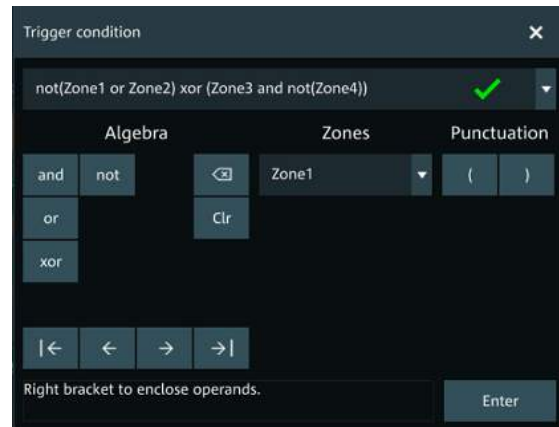 Trigger condition
not(Zone1 or Zone2) xor (Zone3 and not(Zone4))
Algebra Zones Punctuation
and not Zone1 ( )
or Clr
xor
Right bracket to enclose operands.
Enter